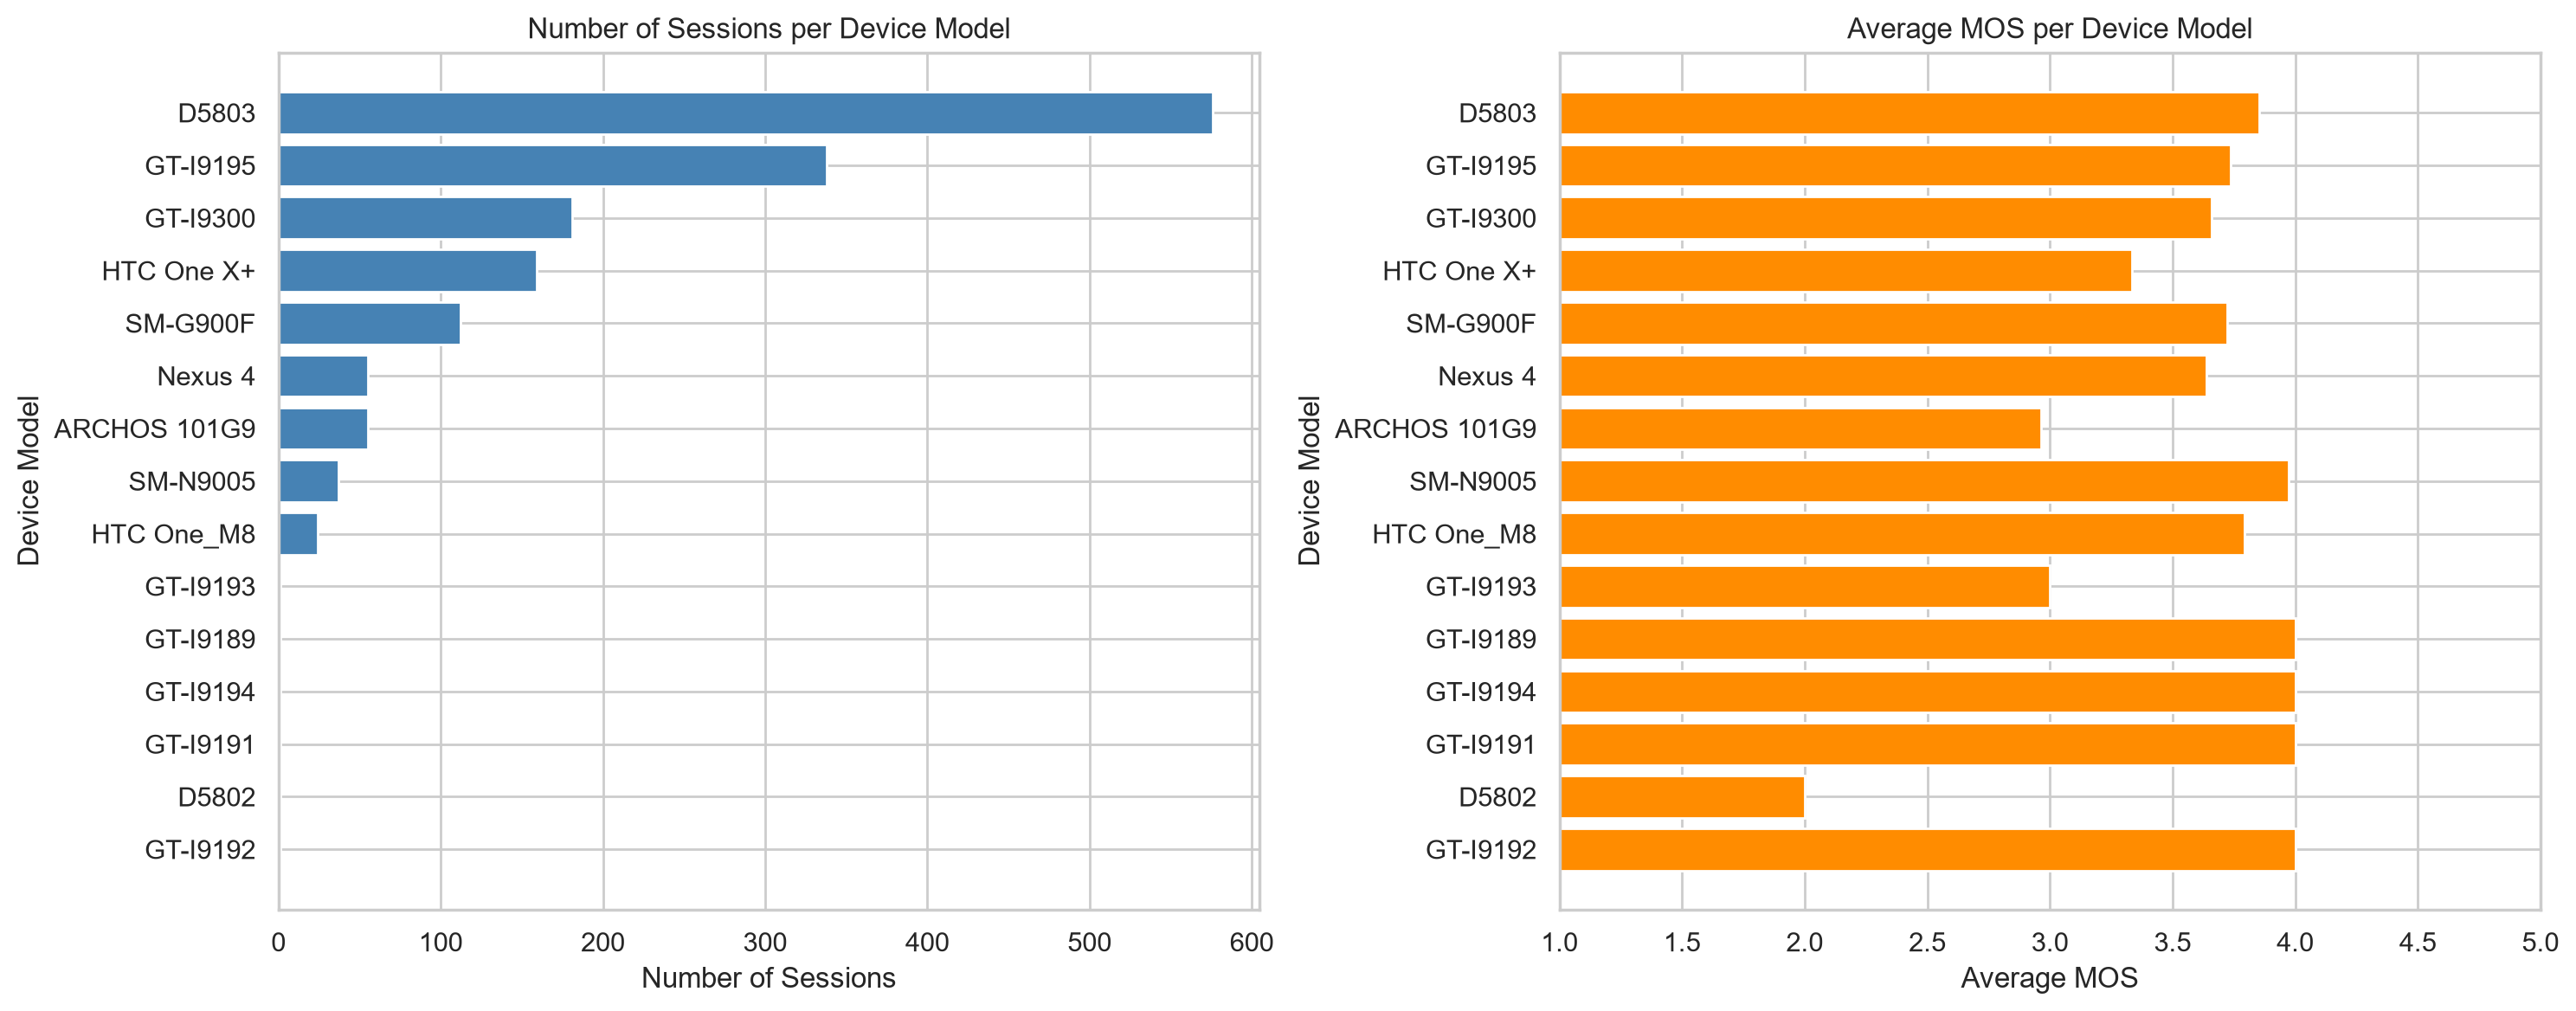 Number of Sessions per Device Model
Device Model
D5803
GT-I9195
GT-I9300
HTC One X+
SM-G900F
Nexus 4
ARCHOS 101G9
SM-N9005
HTC One_M8
GT-I9193
GT-I9189
GT-I9194
GT-I9191
D5802
GT-I9192
0 100 200 300 400 500 600
Number of Sessions
Average MOS per Device Model
Device Model
D5803
GT-I9195
GT-I9300
HTC One X+
SM-G900F
Nexus 4
ARCHOS 101G9
SM-N9005
HTC One_M8
GT-I9193
GT-I9189
GT-I9194
GT-I9191
D5802
GT-I9192
1.0 1.5 2.0 2.5 3.0 3.5 4.0 4.5 5.0
Average MOS